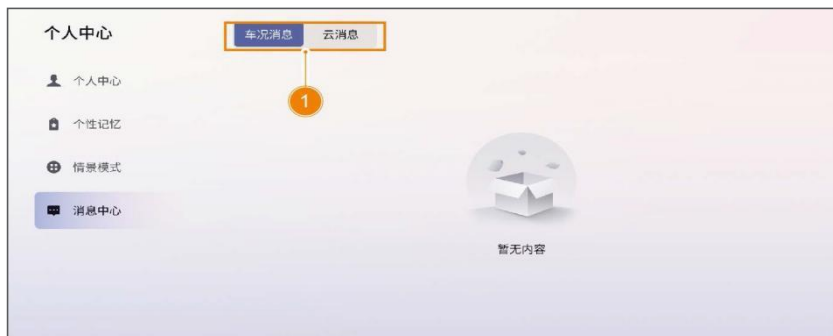 个人中心
车况消息 云消息
1
个人中心
个性记忆
情景模式
消息中心
暂无内容